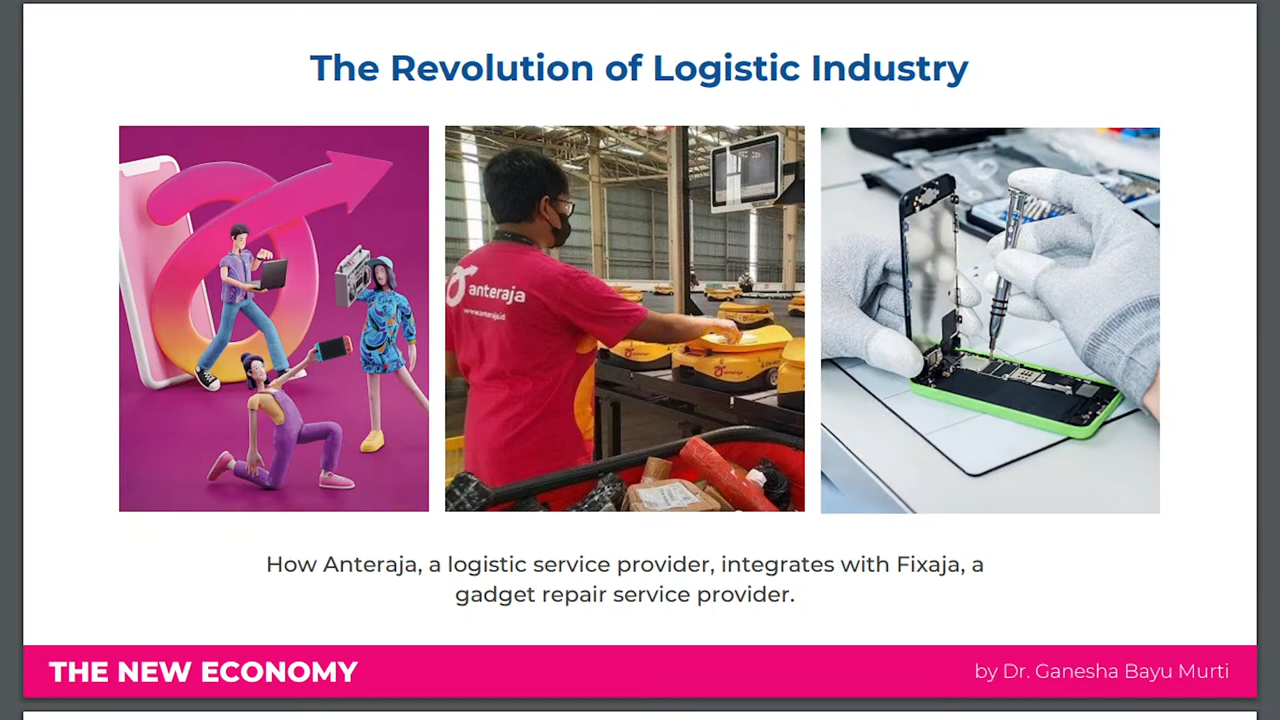 The Revolution of Logistic Industry
anteraja
www.anteraja.id
anteraja
How Anteraja, a logistic service provider, integrates with Fixaja, a
gadget repair service provider.
THE NEW ECONOMY
by Dr. Ganesha Bayu Murti